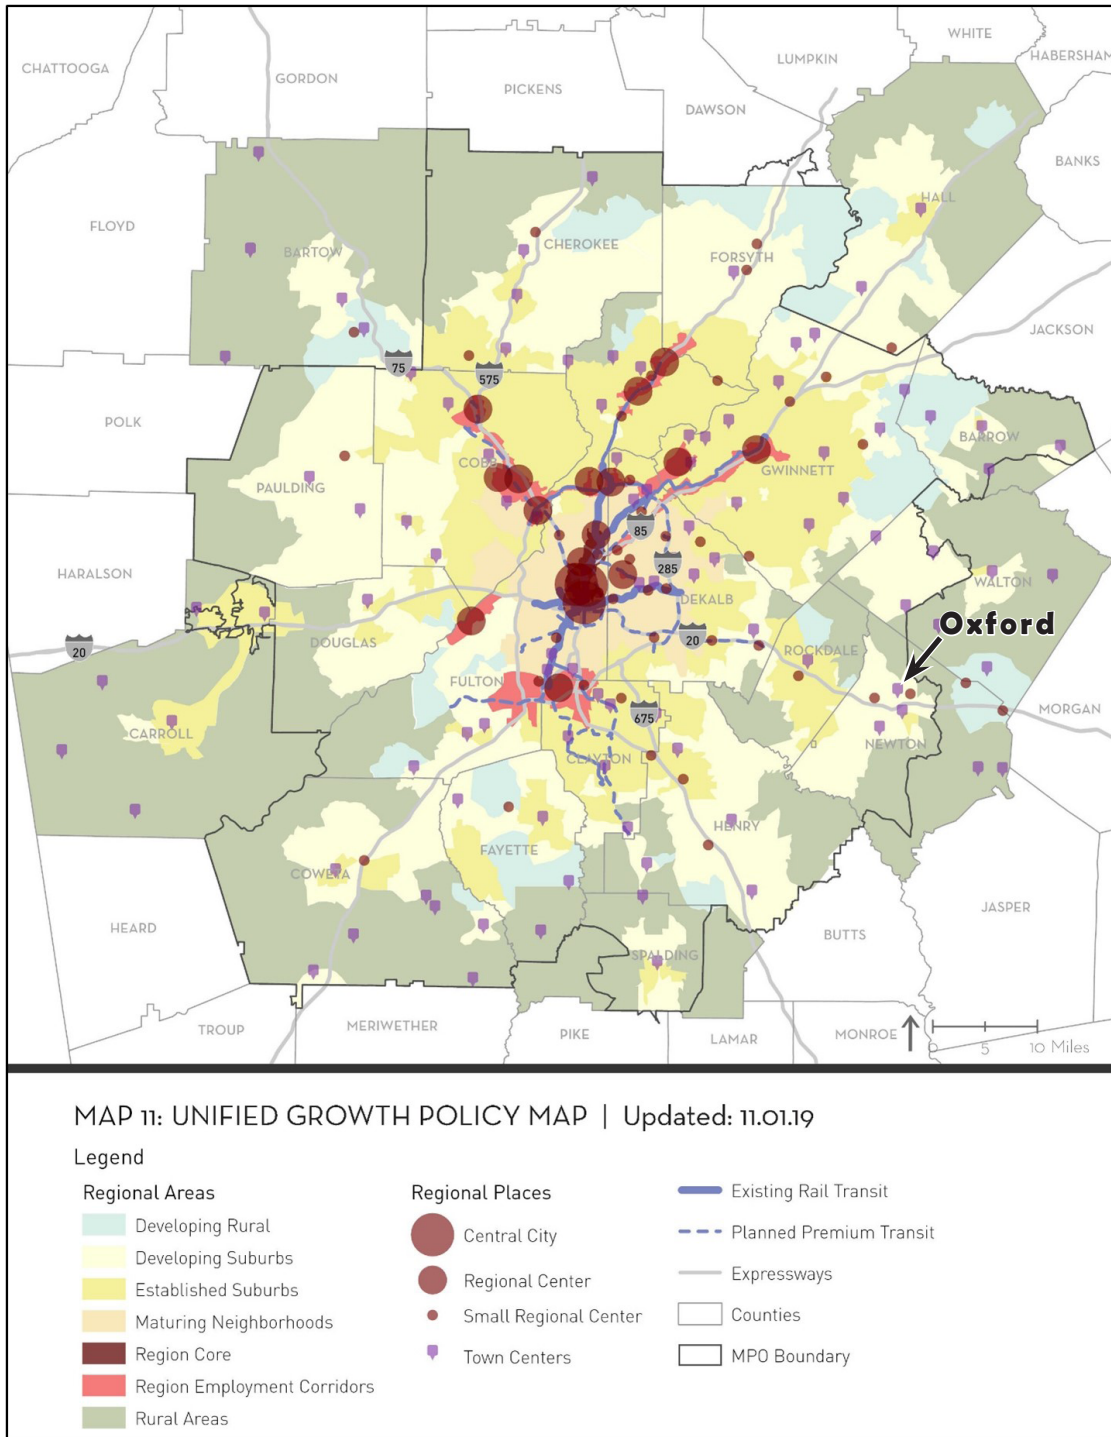 WHITE
LUMPKIN
HABERSHAM
CHATTOOGA
GORDON
PICKENS
DAWSON
BANKS
HALL
FLOYD
BARTOW
CHEROKEE
FORSYTH
JACKSON
75
575
POLK
BARROW
COBB
GWINNETT
PAULDING
85
HARALSON
285
WALTON
DEKALB
Oxford
20
DOUGLAS
20
ROCKDALE
FULTON
MORGAN
675
CARROLL
NEWTON
CLAYTON
HENRY
FAYETTE
COWETA
JASPER
HEARD
BUTTS
SPALDING
TROUP
MERIWETHER
PIKE
LAMAR
MONROE
0 5 10 Miles
MAP 11: UNIFIED GROWTH POLICY MAP | Updated: 11.01.19
Legend
Regional Areas
Developing Rural
Developing Suburbs
Established Suburbs
Maturing Neighborhoods
Region Core
Region Employment Corridors
Rural Areas
Regional Places
Central City
Regional Center
Small Regional Center
Town Centers
Existing Rail Transit
Planned Premium Transit
Expressways
Counties
MPO Boundary